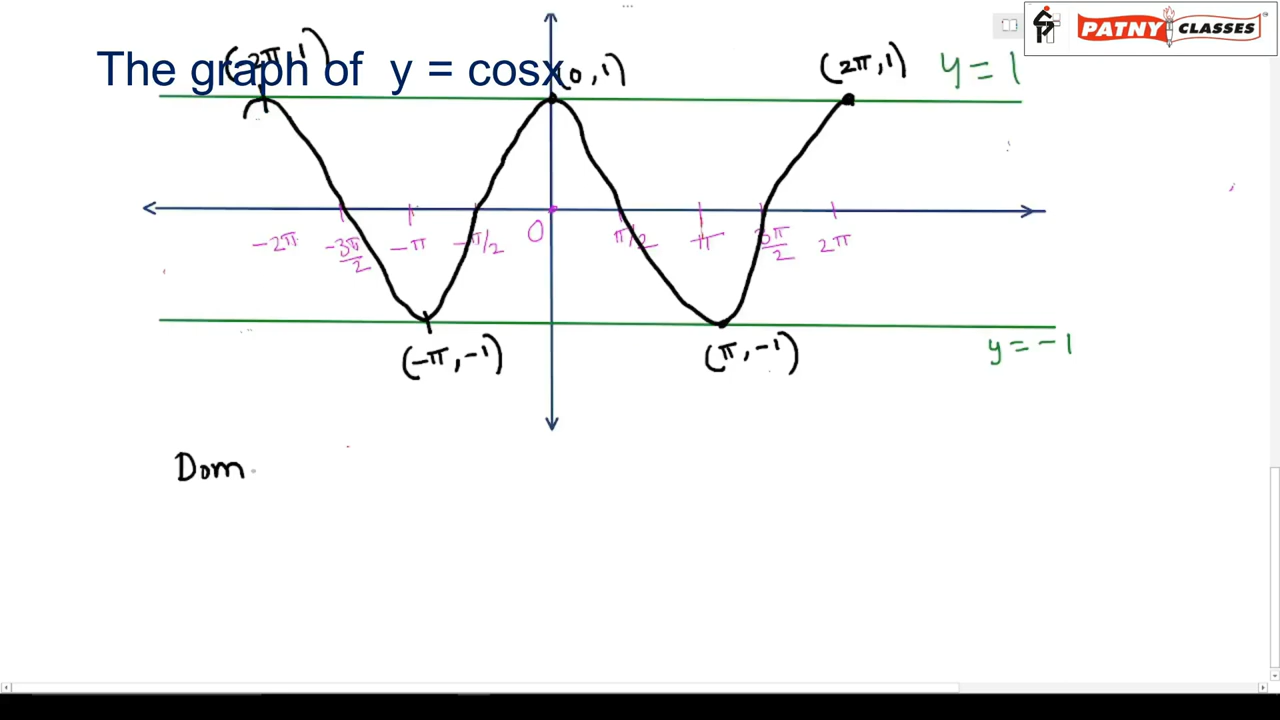 The graph of y = cosx
(-2π, 1)
(0, 1)
(2π, 1)
y = 1
PATNY CLASSES
-2π
-3π/2
-π
-π/2
0
π/2
π
3π/2
2π
(-π, -1)
(π, -1)
y = -1
Dom